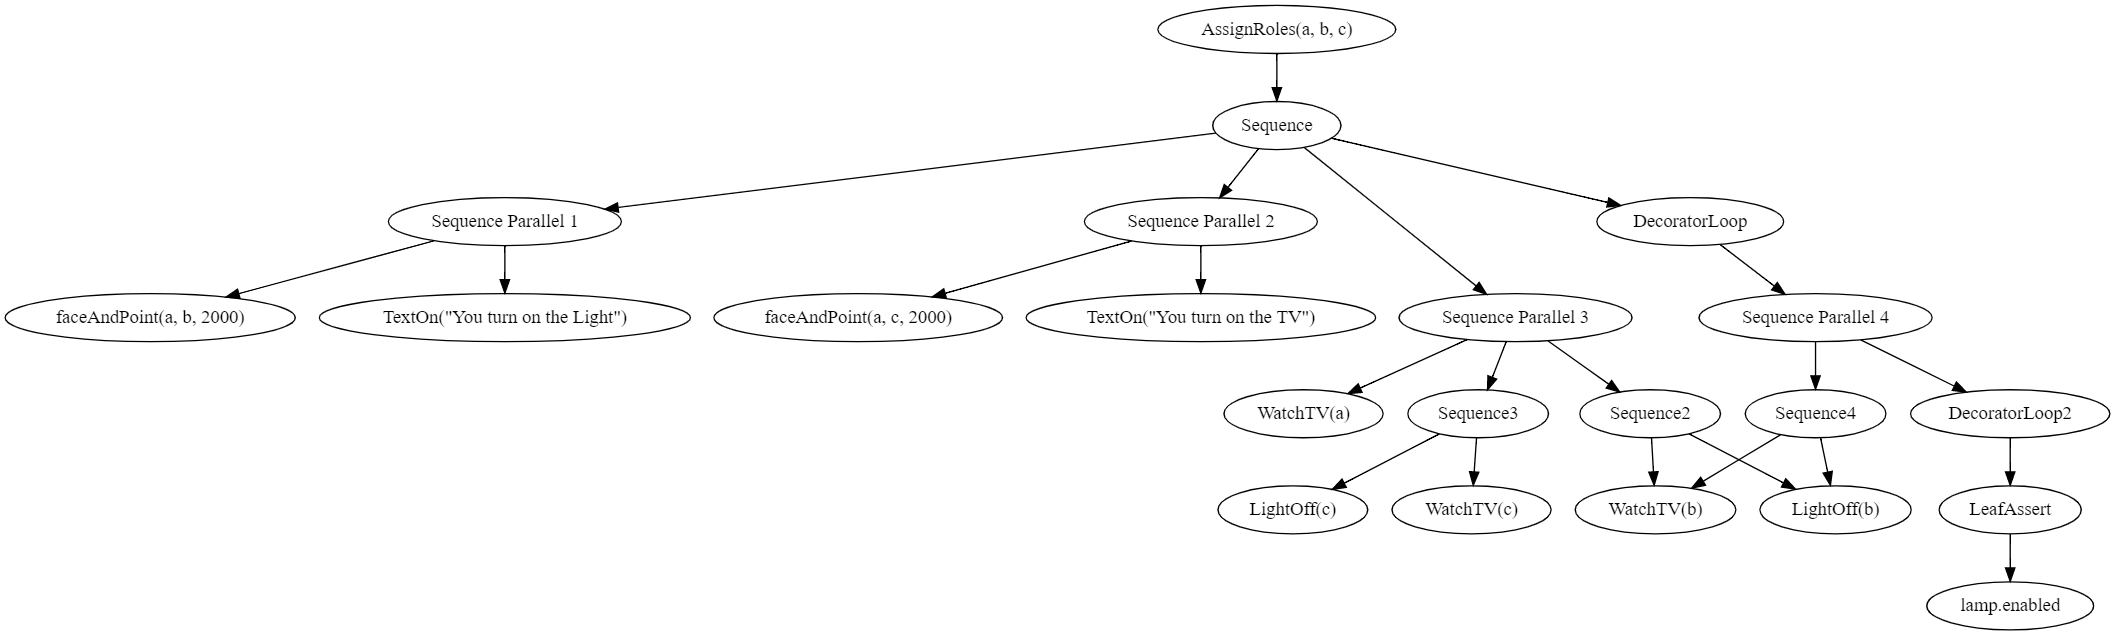 AssignRoles(a, b, c)
Sequence
Sequence Parallel 1
Sequence Parallel 2
DecoratorLoop
faceAndPoint(a, b, 2000)
TextOn("You turn on the Light")
faceAndPoint(a, c, 2000)
TextOn("You turn on the TV")
Sequence Parallel 3
Sequence Parallel 4
WatchTV(a)
Sequence3
Sequence2
Sequence4
DecoratorLoop2
LightOff(c)
WatchTV(c)
WatchTV(b)
LightOff(b)
LeafAssert
lamp.enabled